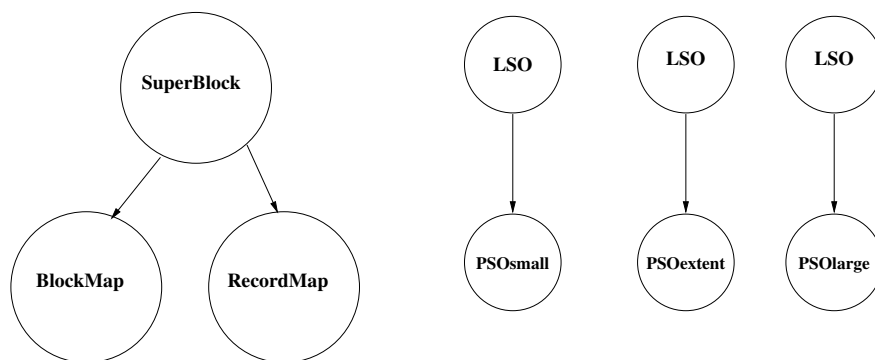 SuperBlock
BlockMap
RecordMap
LSO
LSO
LSO
PSOsmall
PSOextent
PSOlarge